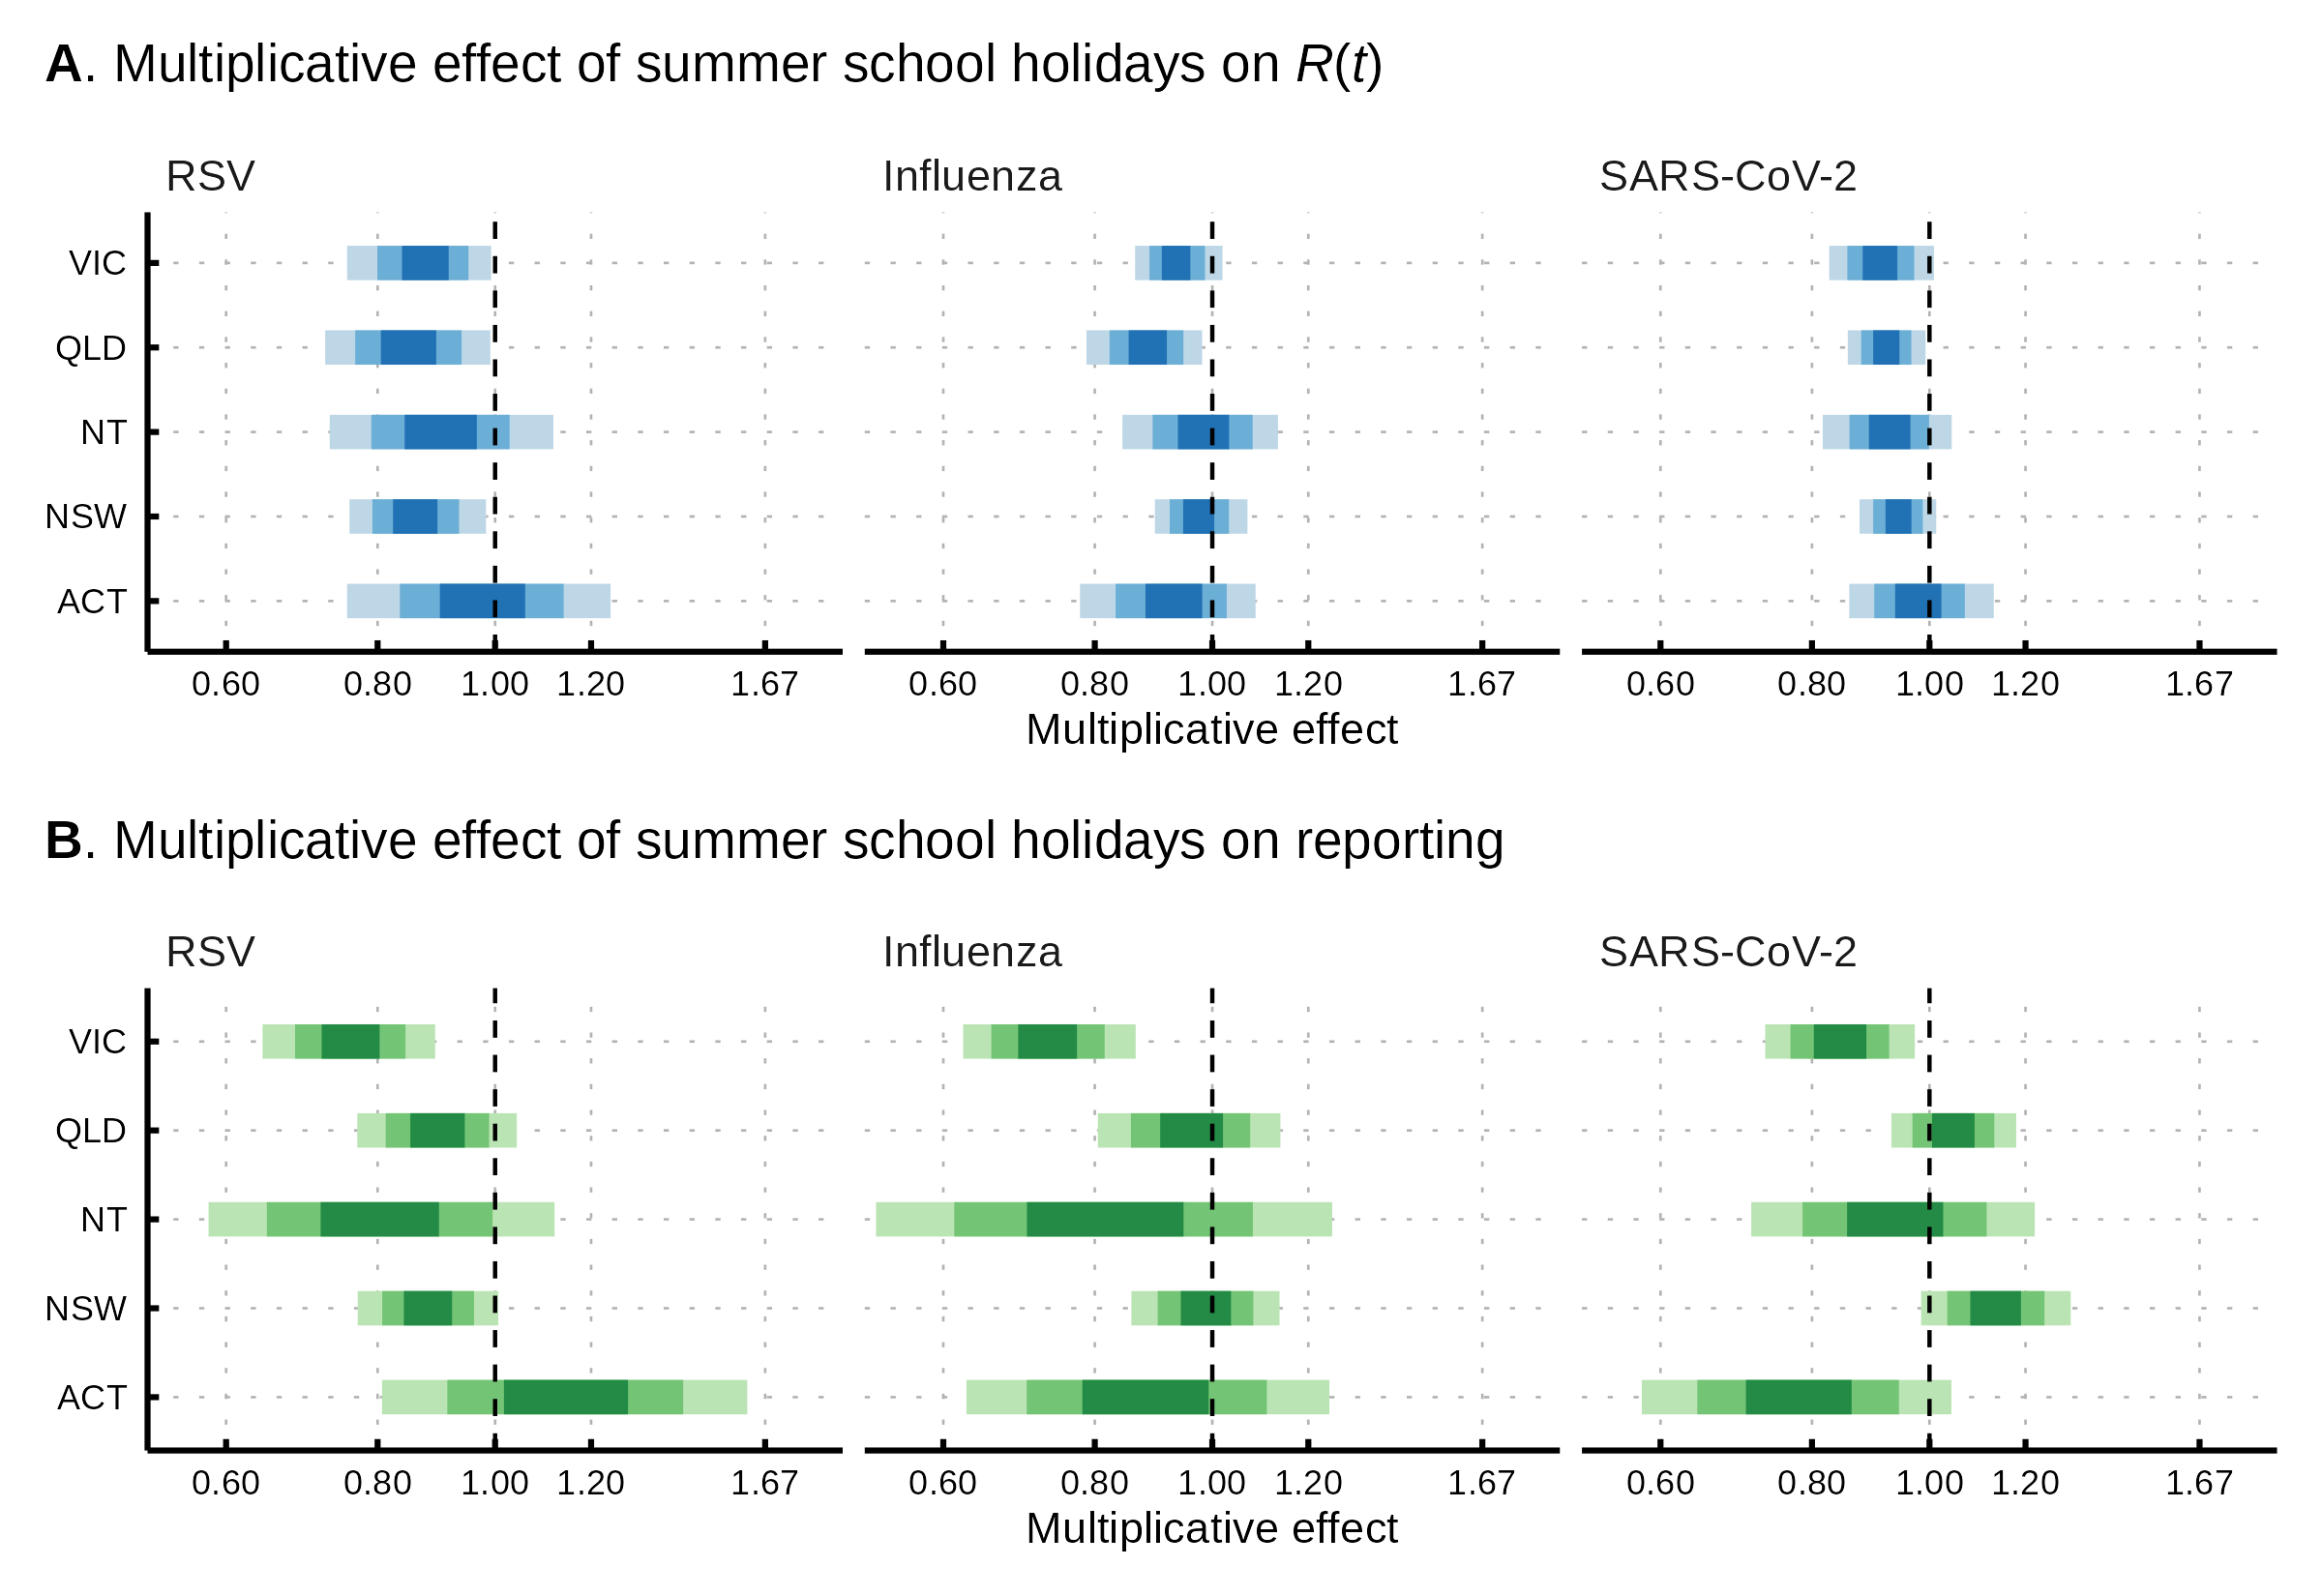 A. Multiplicative effect of summer school holidays on R(t)
RSV
Influenza
SARS-CoV-2
VIC
QLD
NT
NSW
ACT
0.60 0.80 1.00 1.20 1.67
0.60 0.80 1.00 1.20 1.67
0.60 0.80 1.00 1.20 1.67
Multiplicative effect
B. Multiplicative effect of summer school holidays on reporting
RSV
Influenza
SARS-CoV-2
VIC
QLD
NT
NSW
ACT
0.60 0.80 1.00 1.20 1.67
0.60 0.80 1.00 1.20 1.67
0.60 0.80 1.00 1.20 1.67
Multiplicative effect